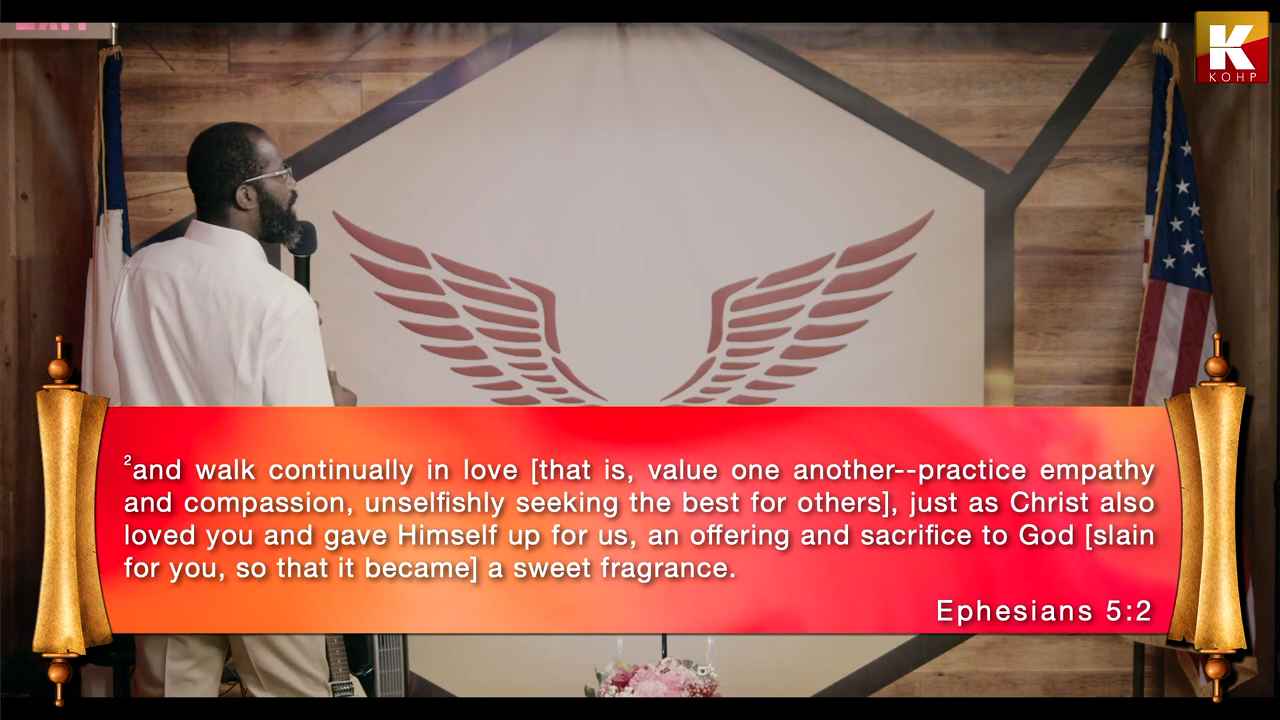 EXIT
K
KOHP
²and walk continually in love [that is, value one another--practice empathy
and compassion, unselfishly seeking the best for others], just as Christ also
loved you and gave Himself up for us, an offering and sacrifice to God [slain
for you, so that it became] a sweet fragrance.
Ephesians 5:2